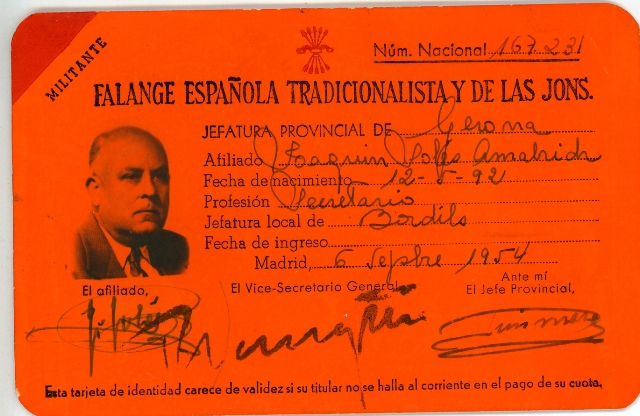 MILITANTE
Núm. Nacional 167.231
FALANGE ESPAÑOLA TRADICIONALISTA Y DE LAS JONS.
JEFATURA PROVINCIAL DE Gerona
Afiliado Joaquin
Fecha de nacimiento 12-5-92
Profesión Secretario
Jefatura local de Bordils
Fecha de ingreso
Madrid, 6 Sepbre 1954
El afiliado,
El Vice-Secretario General,
Ante mí
El Jefe Provincial,
Esta tarjeta de identidad carece de validez si su titular no se halla al corriente en el pago de su cuota.